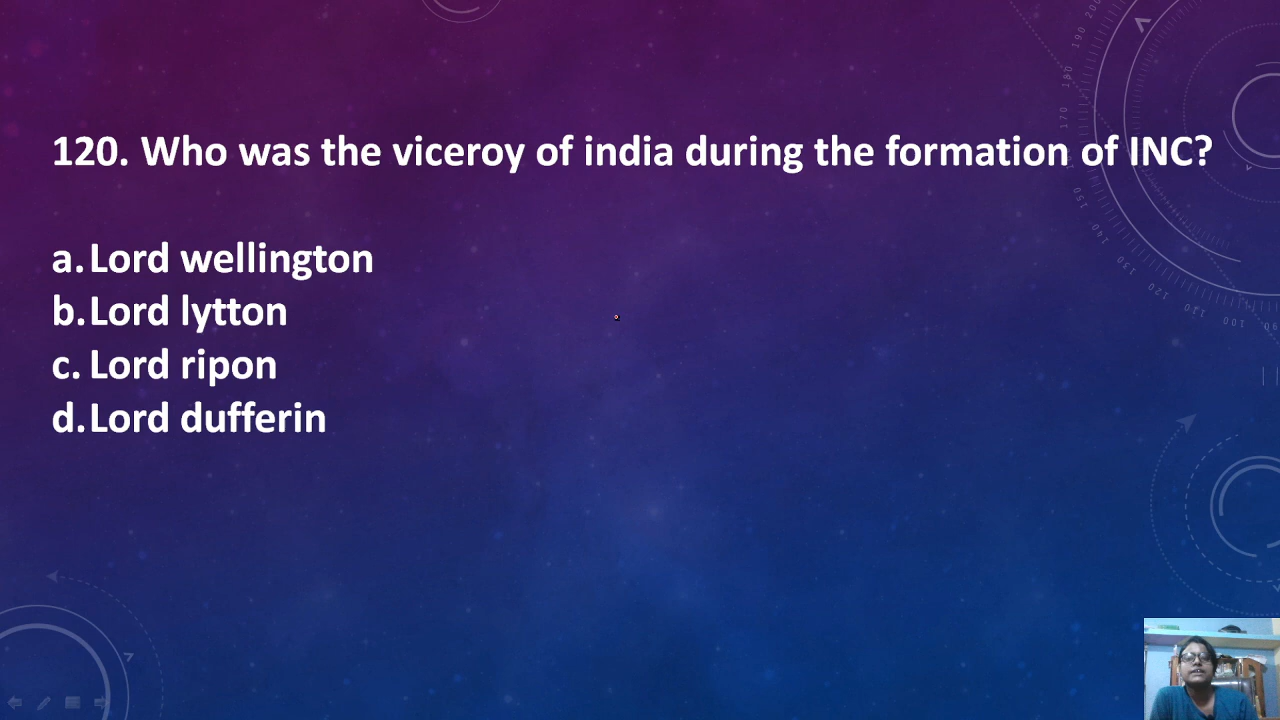 120. Who was the viceroy of india during the formation of INC?
a. Lord wellington
b. Lord lytton
c. Lord ripon
d. Lord dufferin